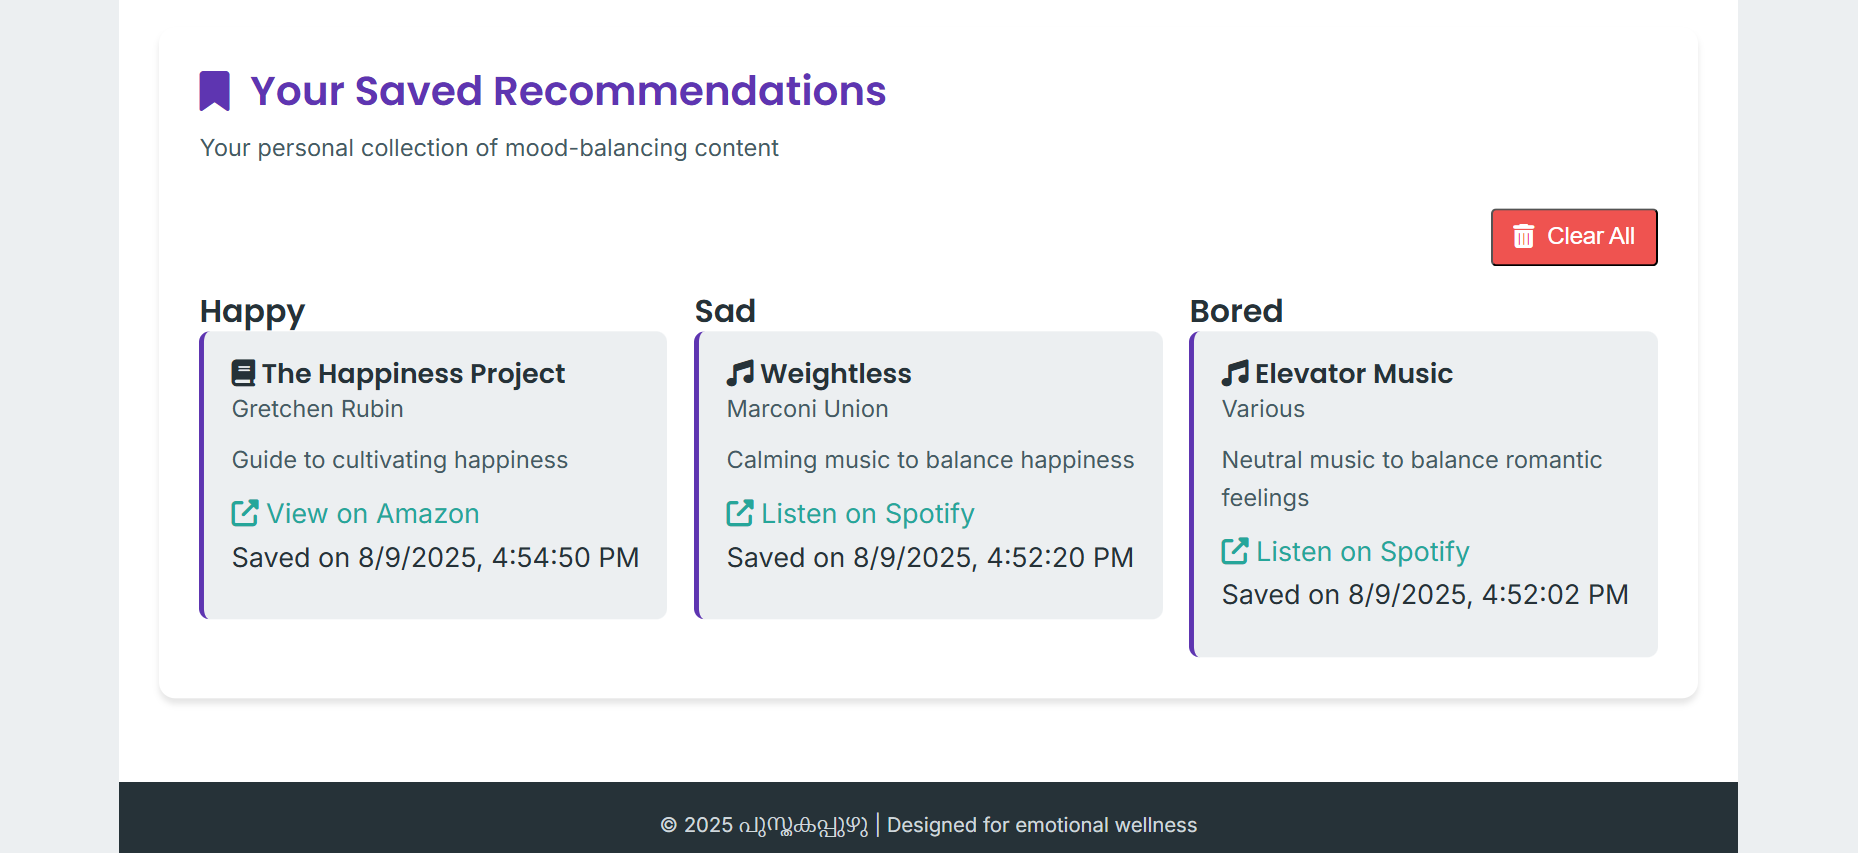 Your Saved Recommendations
Your personal collection of mood-balancing content
Clear All
Happy
The Happiness Project
Gretchen Rubin
Guide to cultivating happiness
View on Amazon
Saved on 8/9/2025, 4:54:50 PM
Sad
Weightless
Marconi Union
Calming music to balance happiness
Listen on Spotify
Saved on 8/9/2025, 4:52:20 PM
Bored
Elevator Music
Various
Neutral music to balance romantic
feelings
Listen on Spotify
Saved on 8/9/2025, 4:52:02 PM
© 2025 പുസ്തകപ്പുഴു | Designed for emotional wellness